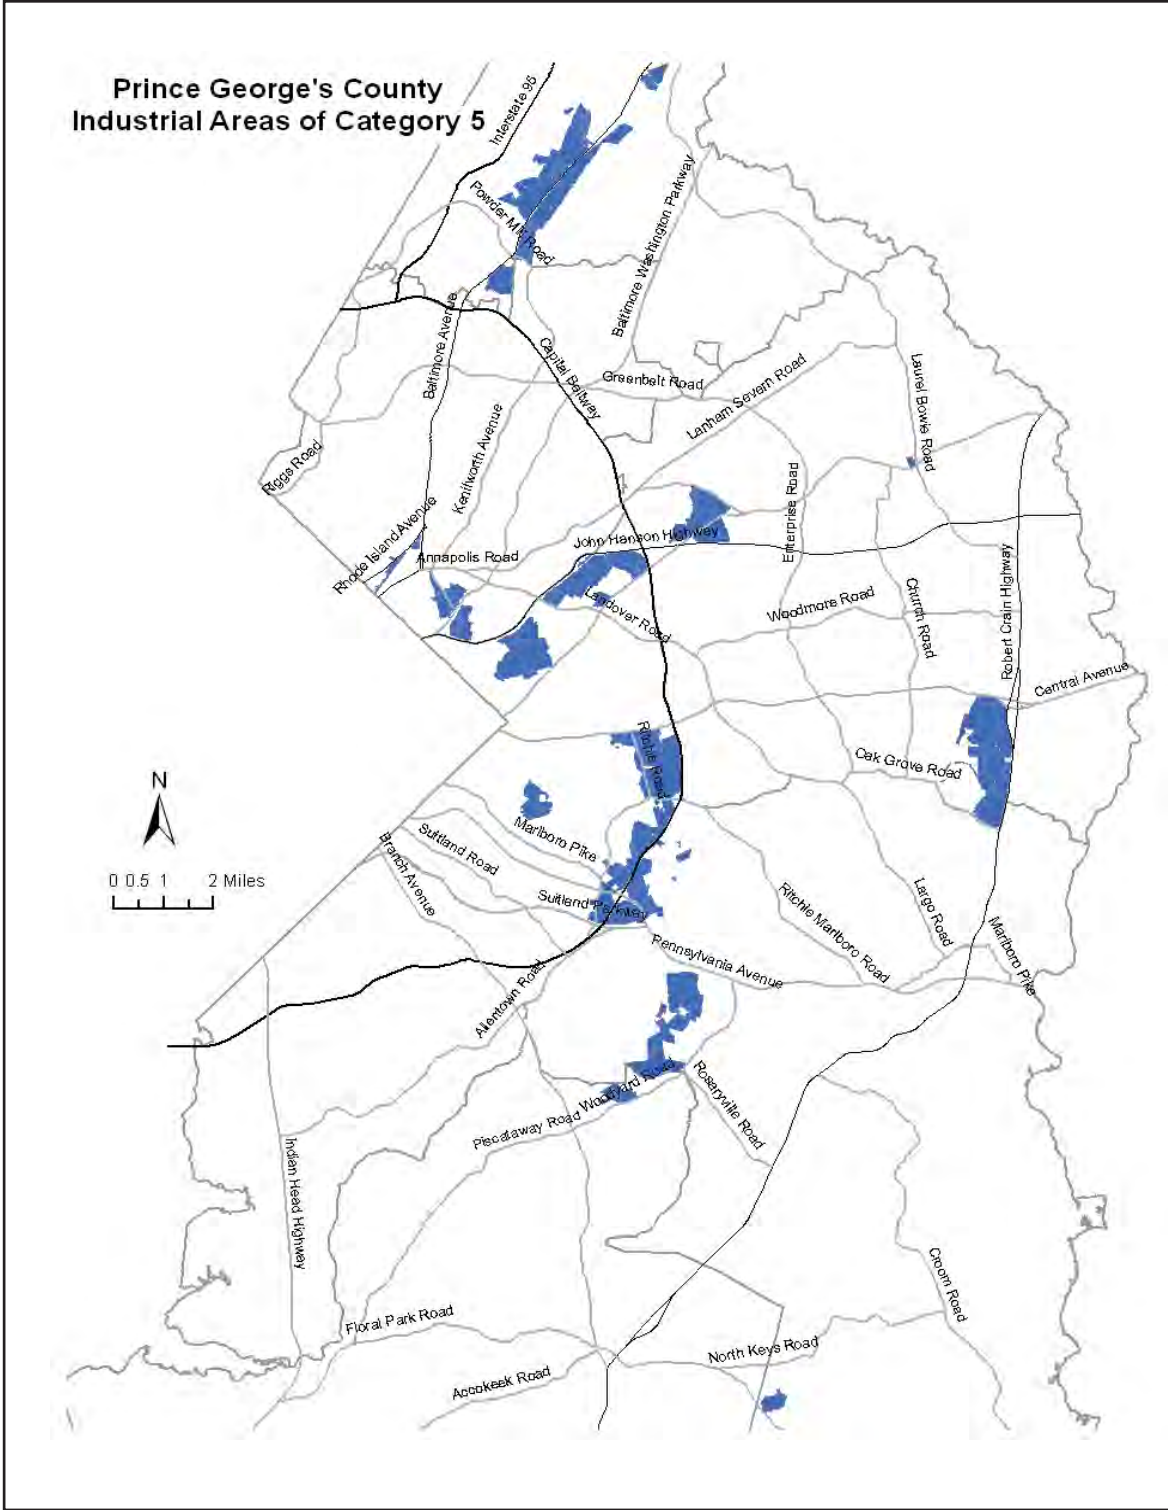 Prince George's County
Industrial Areas of Category 5
Interstate 95
Powder Mill Road
Baltimore Washington Parkway
Baltimore Avenue
Capital Beltway
Greenbelt Road
Lanham Severn Road
Laurel Bowie Road
Kenilworth Avenue
Riggs Road
Enterprise Road
Rhode Island Avenue
John Hanson Highway
Annapolis Road
Robert Crain Highway
Landover Road
Woodmore Road
Church Road
Central Avenue
Ritchie Road
Oak Grove Road
N
Marlboro Pike
Suitland Road
Branch Avenue
0 0.5 1 2 Miles
Suitland Parkway
Ritchie Marlboro Road
Largo Road
Marlboro Pike
Pennsylvania Avenue
Allentown Road
Woodyard Road
Rosaryville Road
Piscataway Road
Indian Head Highway
Croom Road
Floral Park Road
North Keys Road
Accokeek Road